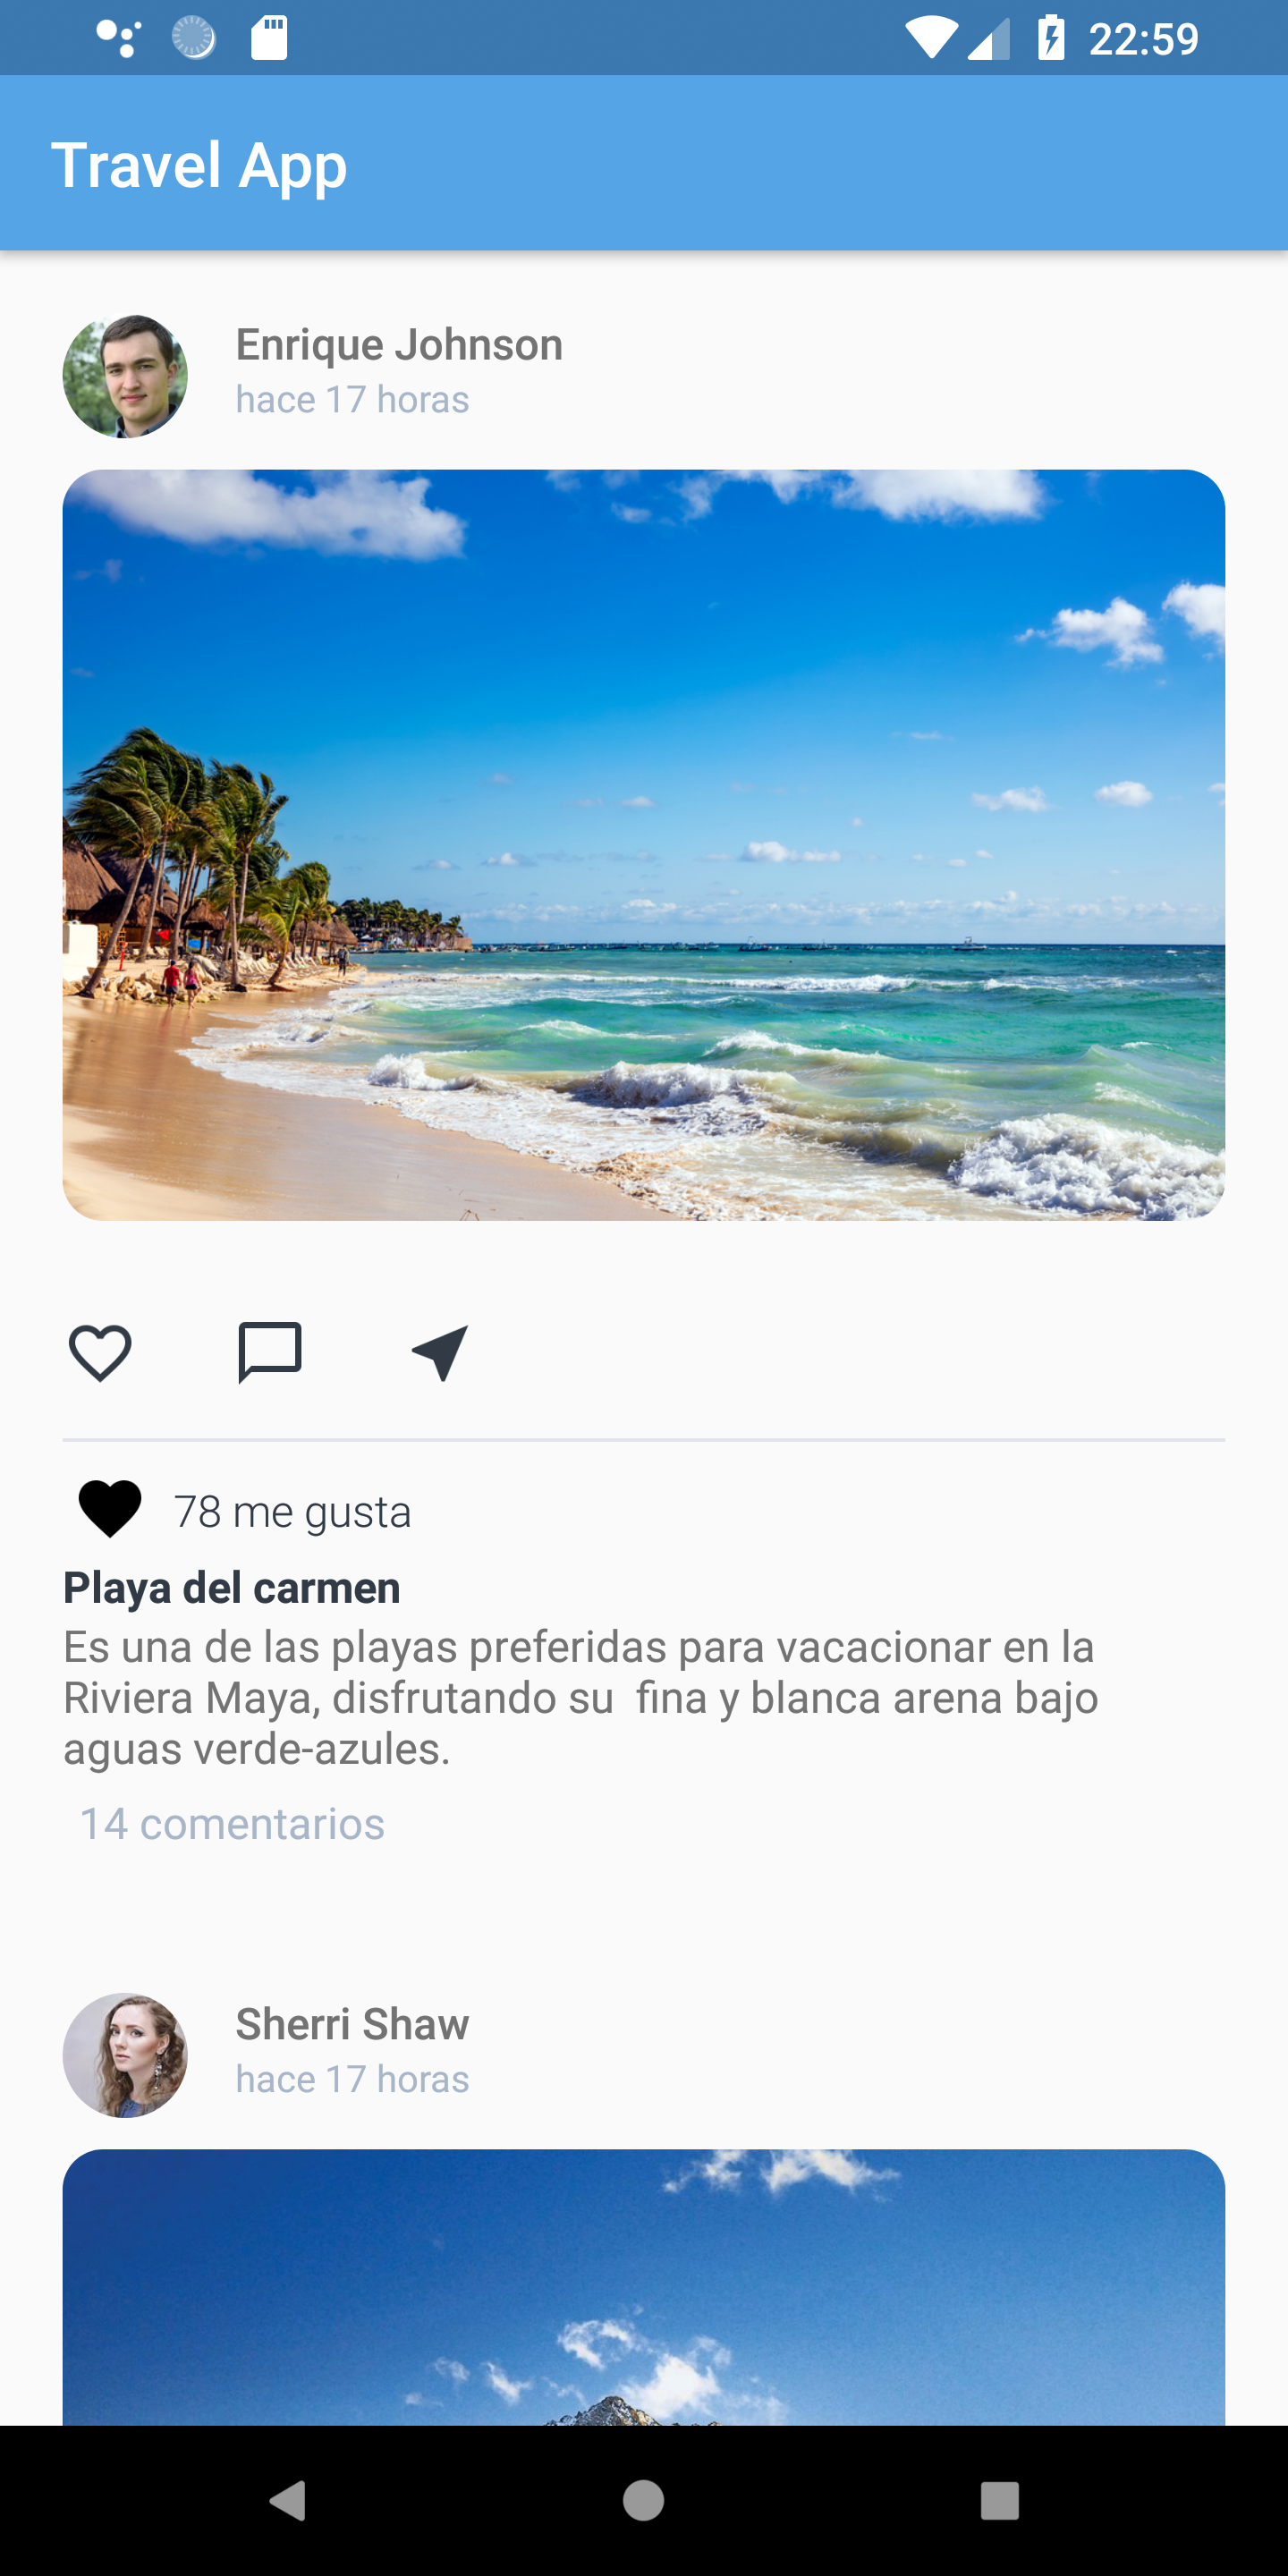 22:59
Travel App
Enrique Johnson
hace 17 horas
78 me gusta
Playa del carmen
Es una de las playas preferidas para vacacionar en la
Riviera Maya, disfrutando su  fina y blanca arena bajo
aguas verde-azules.
14 comentarios
Sherri Shaw
hace 17 horas